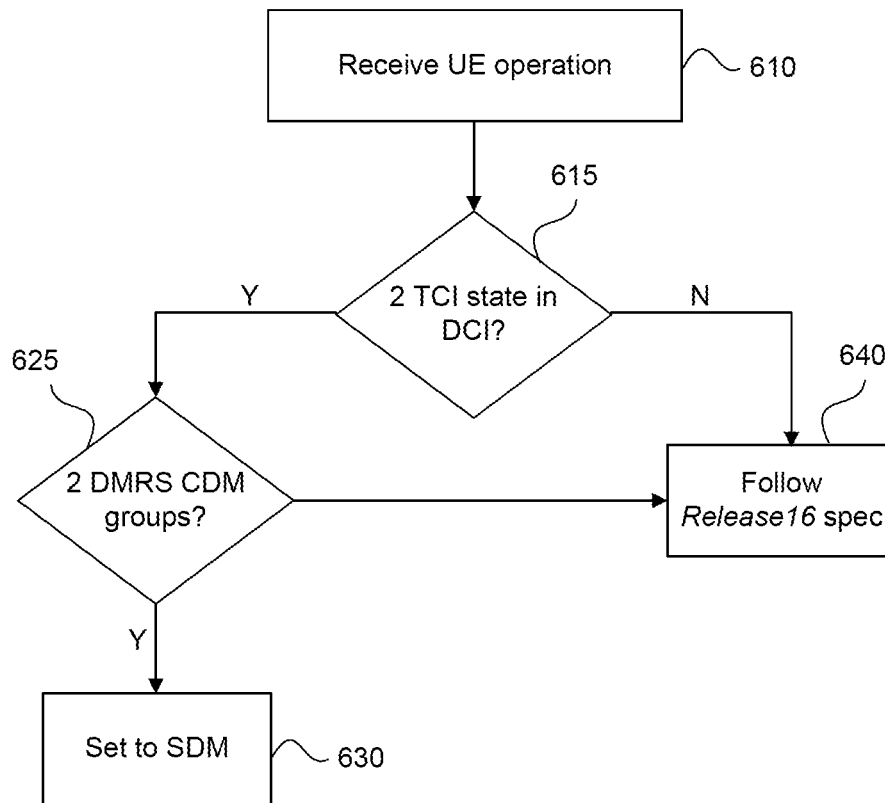 Receive UE operation
610
615
2 TCI state in
DCI?
Y
N
625
640
2 DMRS CDM
groups?
Follow
Release16 spec
Y
Set to SDM
630